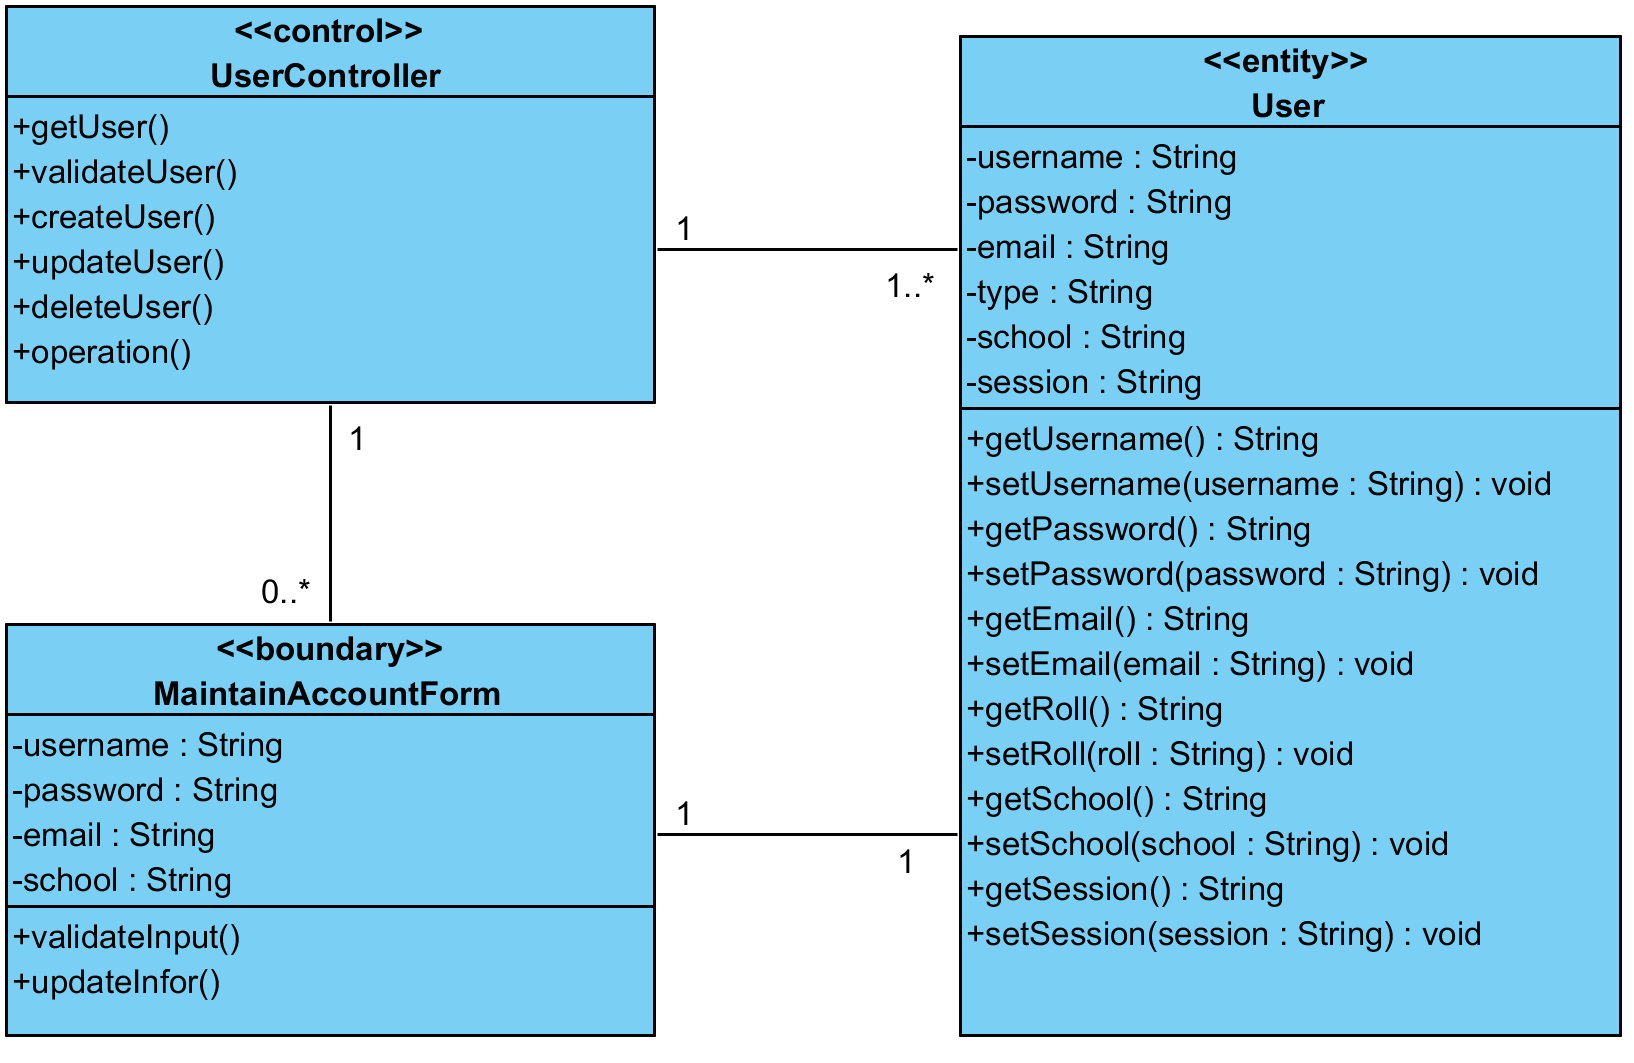 <<control>>
UserController
+getUser()
+validateUser()
+createUser()
+updateUser()
+deleteUser()
+operation()
1
1..*
<<entity>>
User
-username : String
-password : String
-email : String
-type : String
-school : String
-session : String
+getUsername() : String
+setUsername(username : String) : void
+getPassword() : String
+setPassword(password : String) : void
+getEmail() : String
+setEmail(email : String) : void
+getRoll() : String
+setRoll(roll : String) : void
+getSchool() : String
+setSchool(school : String) : void
+getSession() : String
+setSession(session : String) : void
1
0..*
<<boundary>>
MaintainAccountForm
-username : String
-password : String
-email : String
-school : String
+validateInput()
+updateInfor()
1
1